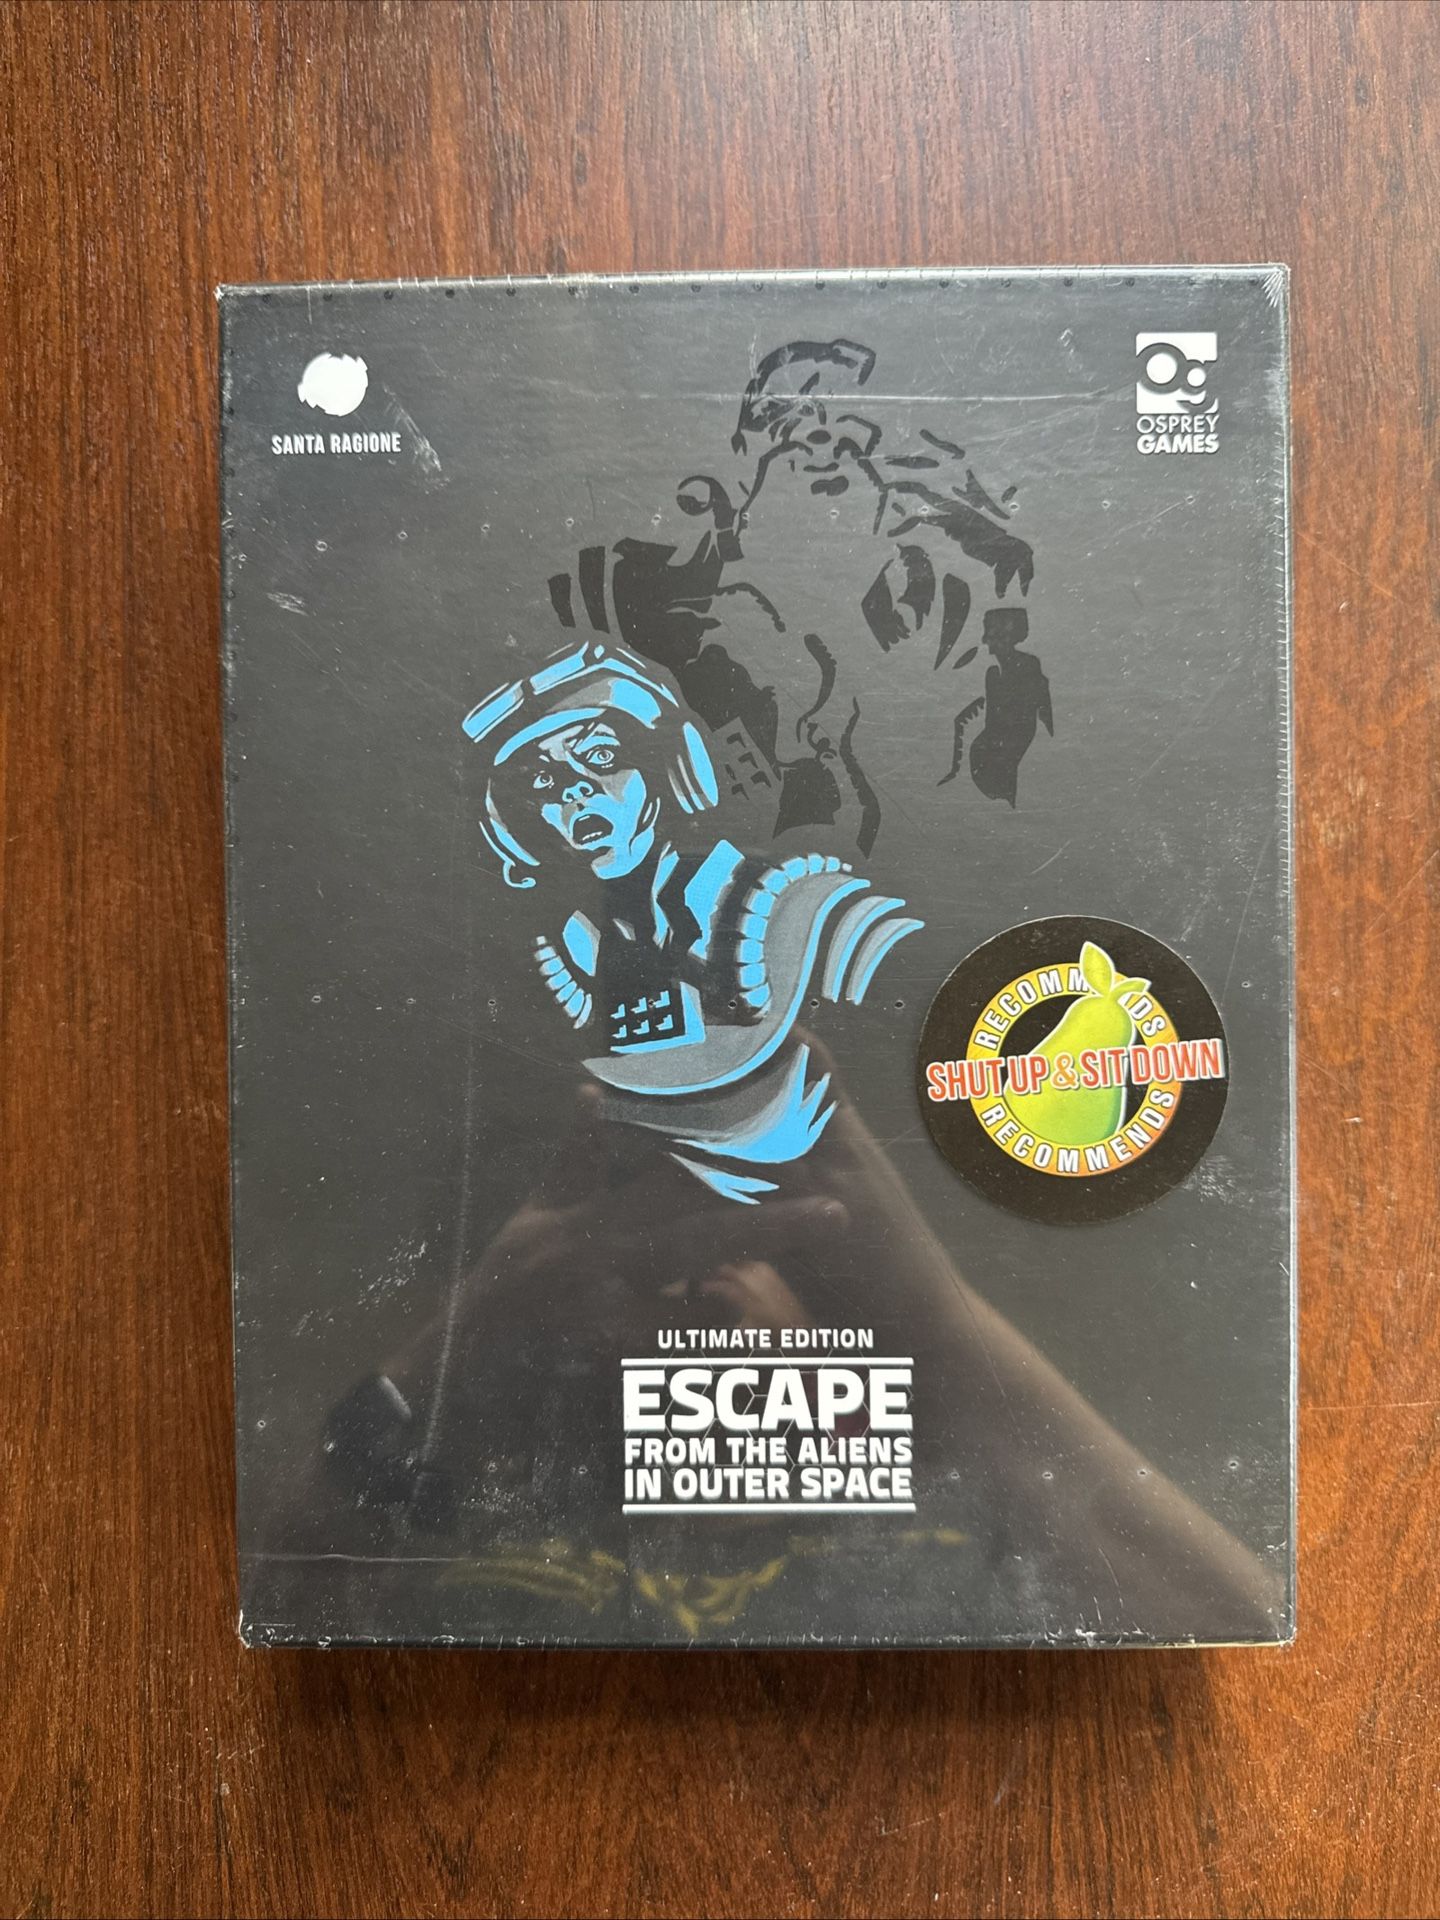 SANTA RAGIONE
OSPREY
GAMES
RECOMMENDS
SHUT UP & SIT DOWN
RECOMMENDS
ULTIMATE EDITION
ESCAPE
FROM THE ALIENS
IN OUTER SPACE